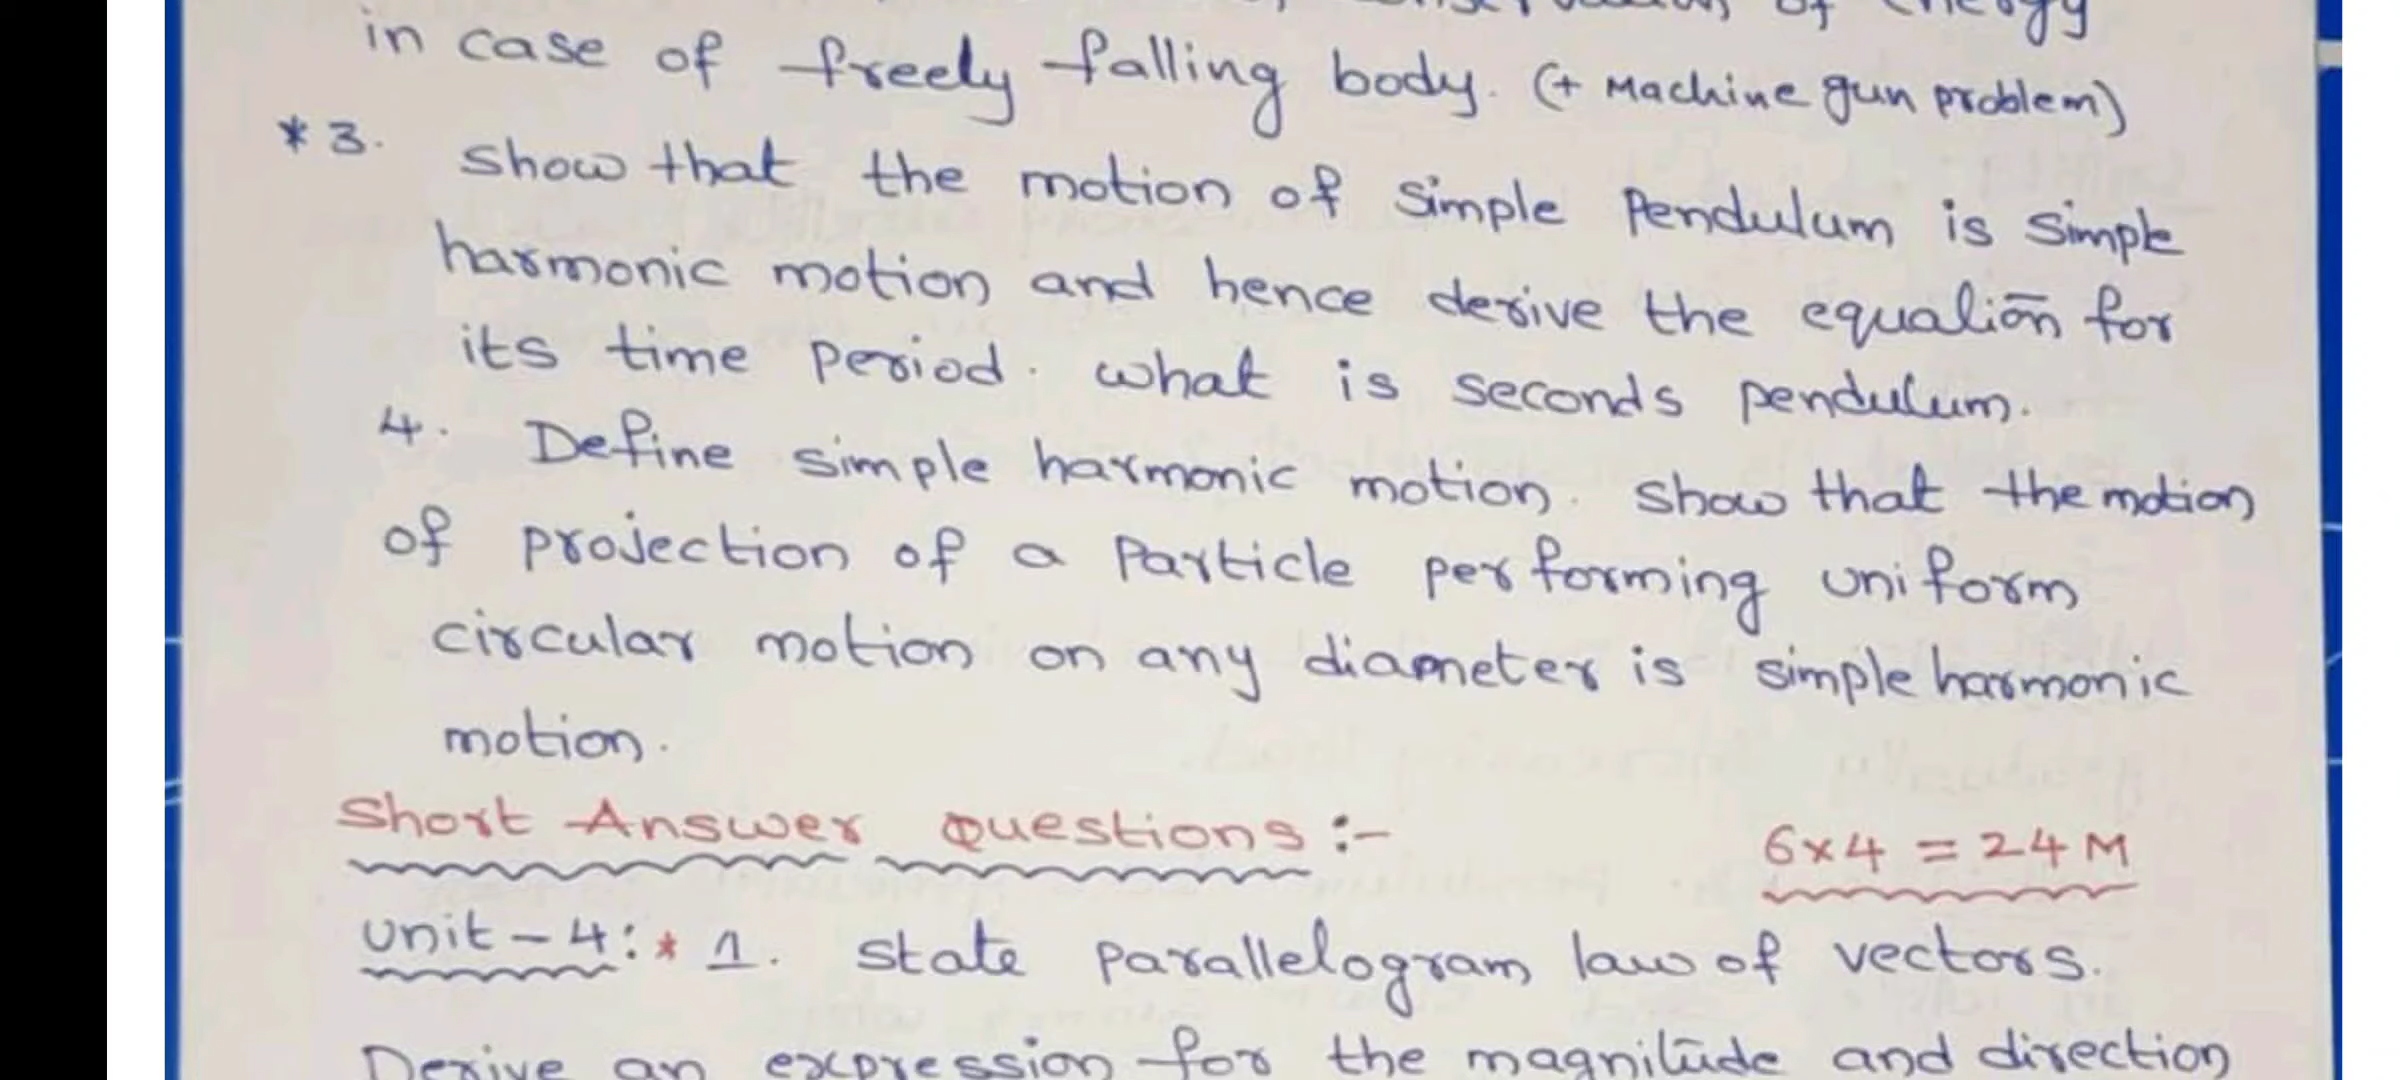 of Energy
in case of freely falling body. (+ Machine gun problem)
* 3. show that the motion of simple Pendulum is simple
harmonic motion and hence derive the equation for
its time period. what is seconds pendulum.
4. Define simple harmonic motion. show that the motion
of projection of a Particle performing uniform
circular motion on any diameter is simple harmonic
motion.
Short Answer Questions :- 6x4 = 24 M
unit - 4: * 1. state parallelogram law of vectors.
Derive an expression for the magnitude and direction